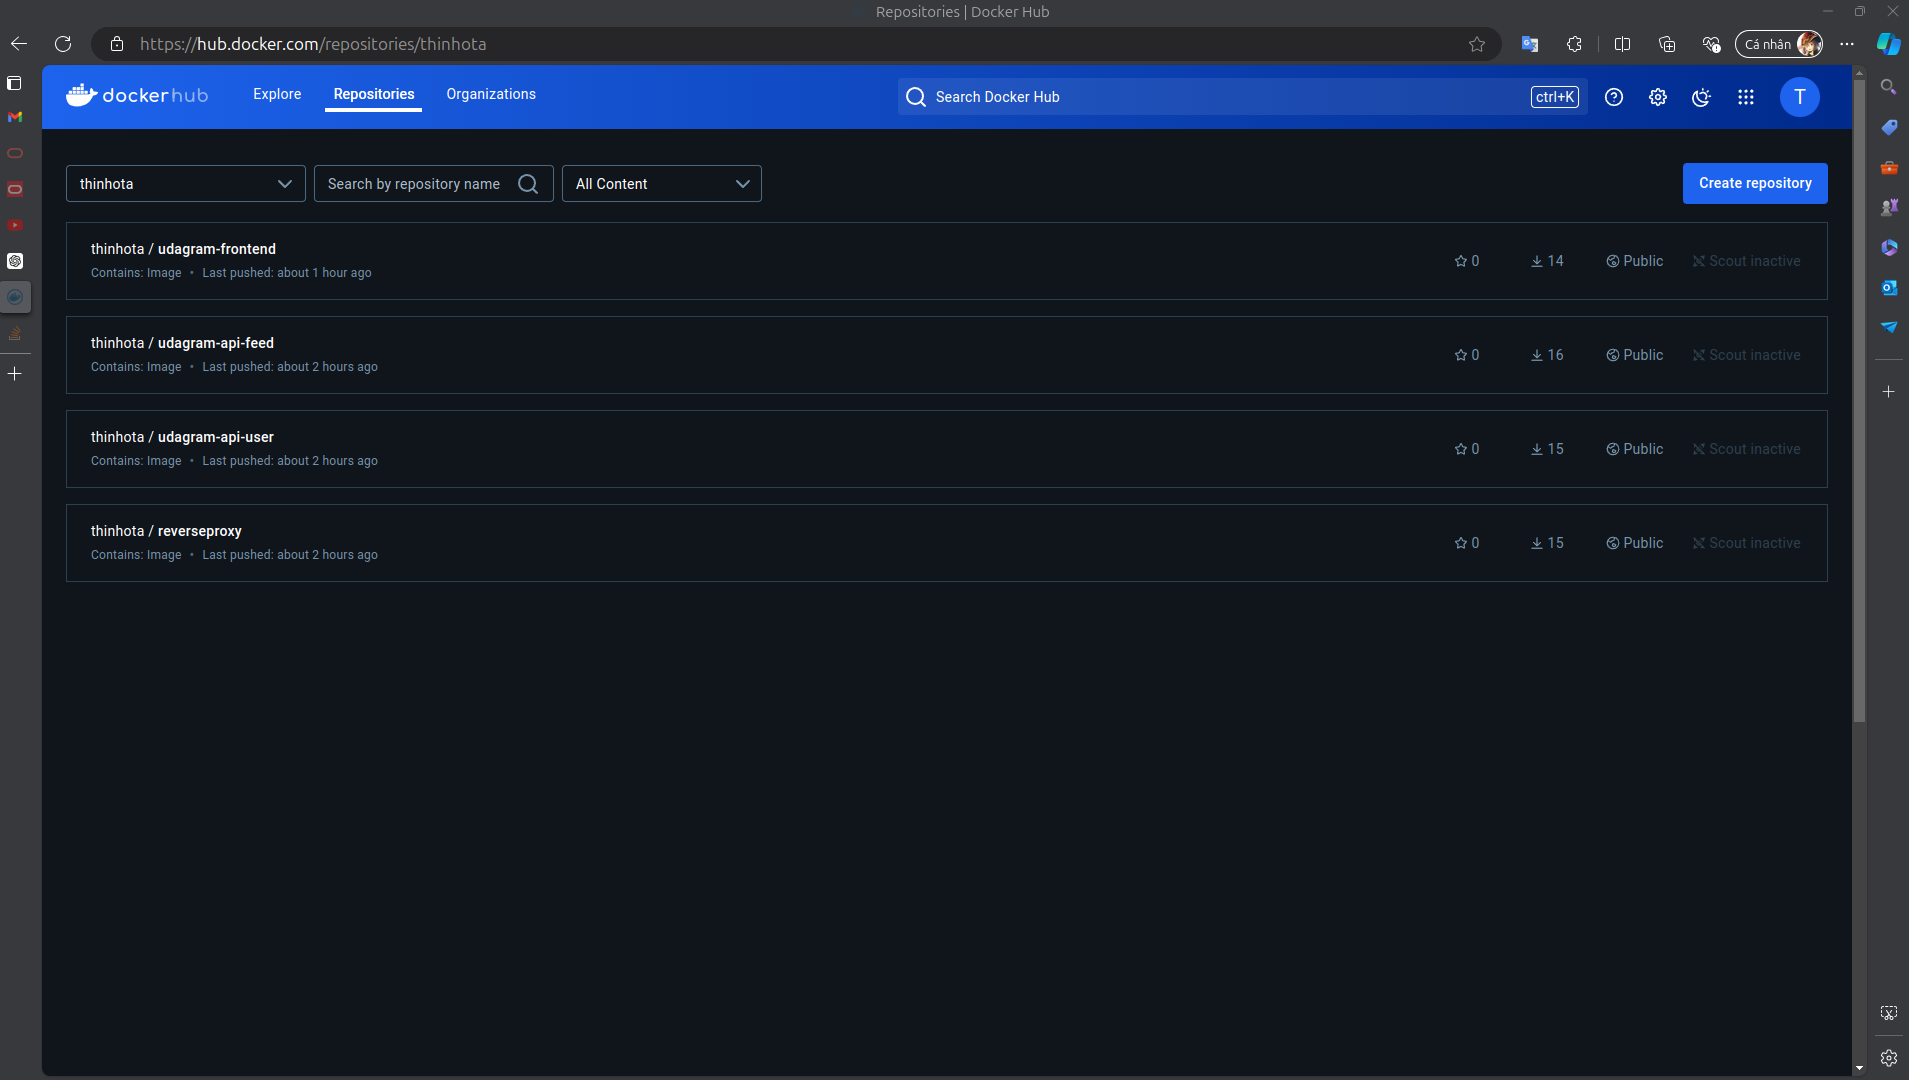 Repositories | Docker Hub
https://hub.docker.com/repositories/thinhota
Cá nhân
dockerhub
Explore
Repositories
Organizations
Search Docker Hub
ctrl+K
T
thinhota
Search by repository name
All Content
Create repository
thinhota / udagram-frontend
Contains: Image • Last pushed: about 1 hour ago
0
14
Public
Scout inactive
thinhota / udagram-api-feed
Contains: Image • Last pushed: about 2 hours ago
0
16
Public
Scout inactive
thinhota / udagram-api-user
Contains: Image • Last pushed: about 2 hours ago
0
15
Public
Scout inactive
thinhota / reverseproxy
Contains: Image • Last pushed: about 2 hours ago
0
15
Public
Scout inactive